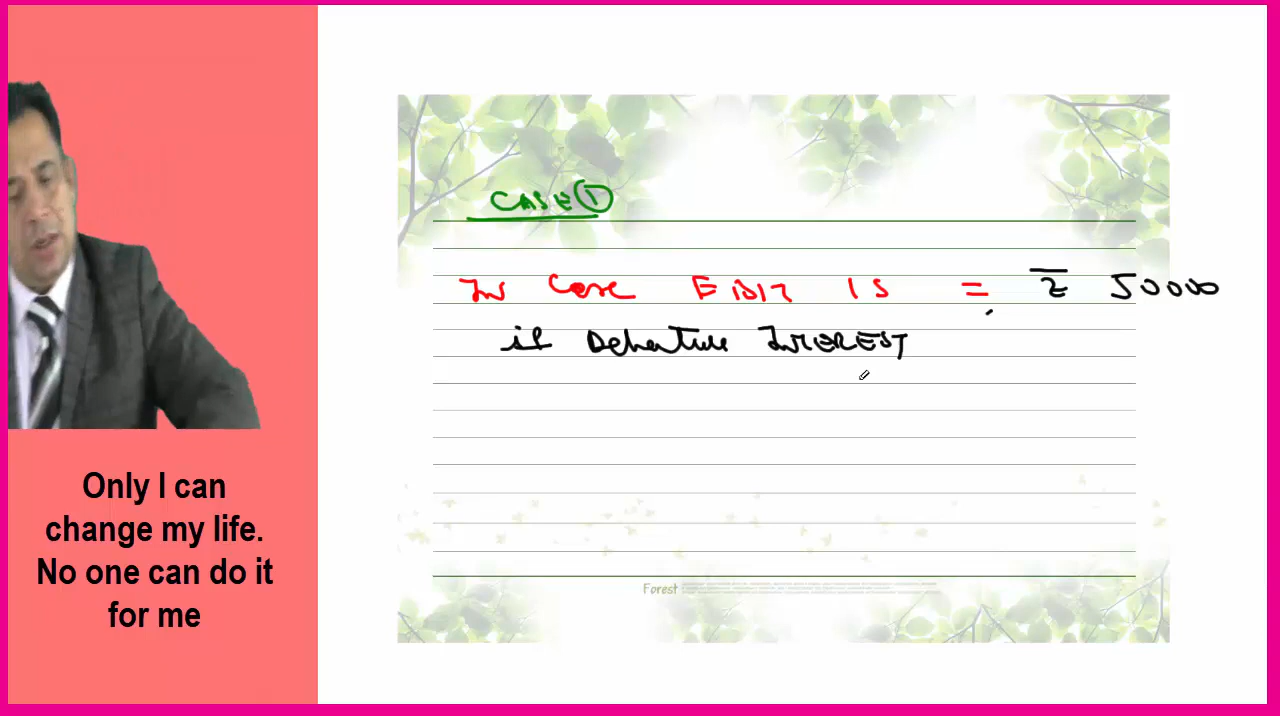 CASE 1
In Case EBIT IS = ₹ 50000
if Debenture INTEREST
Forest
Only I can
change my life.
No one can do it
for me